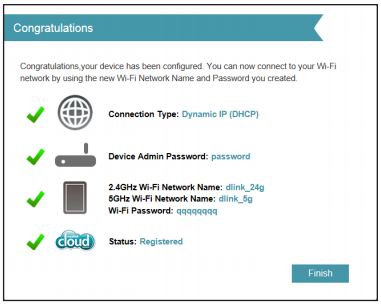 Congratulations
Congratulations,your device has been configured. You can now connect to your Wi-Fi
network by using the new Wi-Fi Network Name and Password you created.
Connection Type: Dynamic IP (DHCP)
Device Admin Password: password
2.4GHz Wi-Fi Network Name: dlink_24g
5GHz Wi-Fi Network Name: dlink_5g
Wi-Fi Password: qqqqqqqq
cloud
Status: Registered
Finish